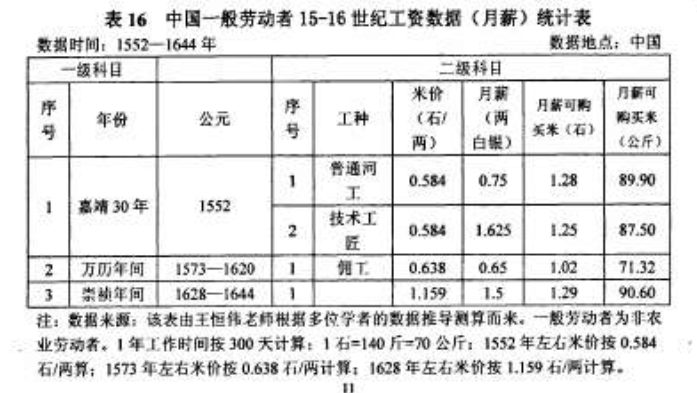 表 16 中国一般劳动者 15-16 世纪工资数据（月薪）统计表
数据时间：1552—1644 年 数据地点：中国
一级科目 二级科目
序号 年份 公元 序号 工种 米价（石/两） 月薪（两白银） 月薪可购买米（石） 月薪可购买米（公斤）
1 嘉靖 30 年 1552 1 普通河工 0.584 0.75 1.28 89.90
2 技术工匠 0.584 1.625 1.25 87.50
2 万历年间 1573—1620 1 佣工 0.638 0.65 1.02 71.32
3 崇祯年间 1628—1644 1 1.159 1.5 1.29 90.60
注：数据来源：该表由王恒伟老师根据多位学者的数据推导测算而来。一般劳动者为非农
业劳动者。1 年工作时间按 300 天计算；1 石=140 斤=70 公斤；1552 年左右米价按 0.584
石/两算；1573 年左右米价按 0.638 石/两计算；1628 年左右米价按 1.159 石/两计算。
11